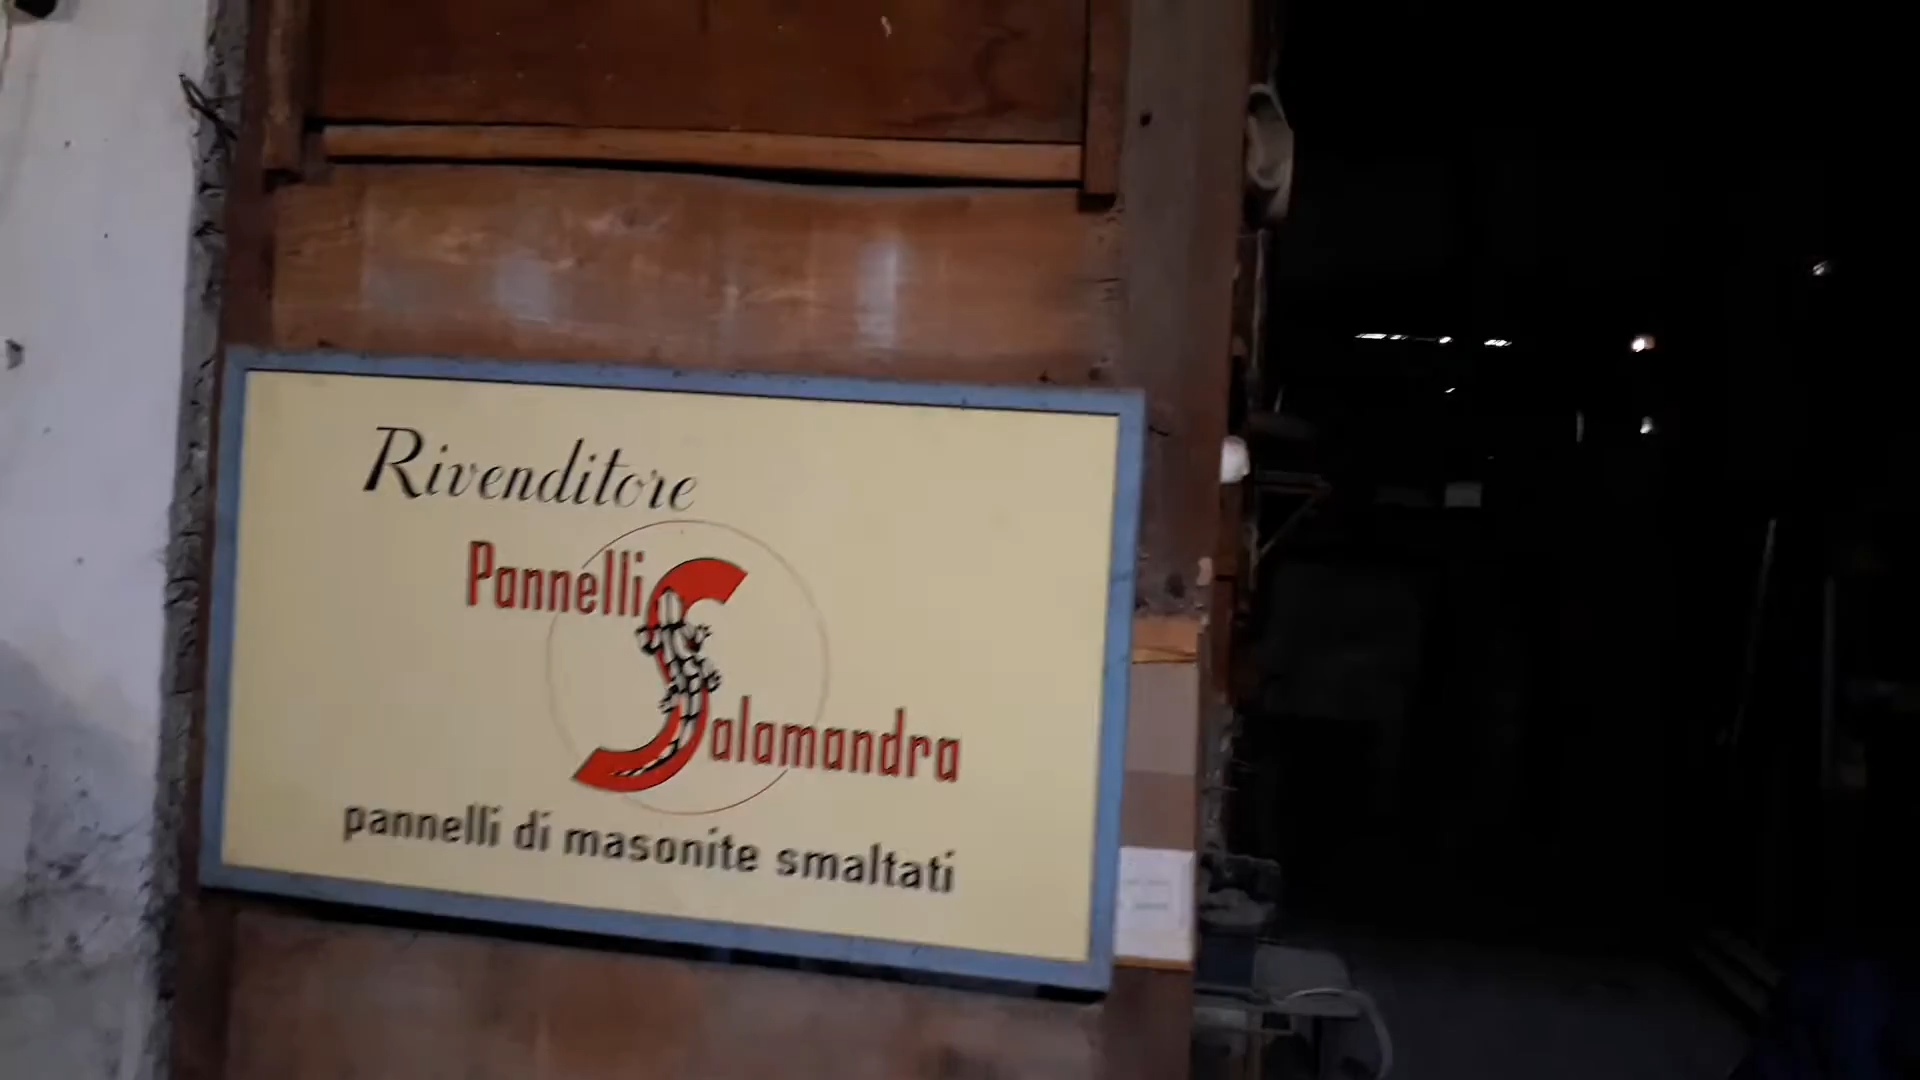 Rivenditore
Pannelli
Salamandra
pannelli di masonite smaltati